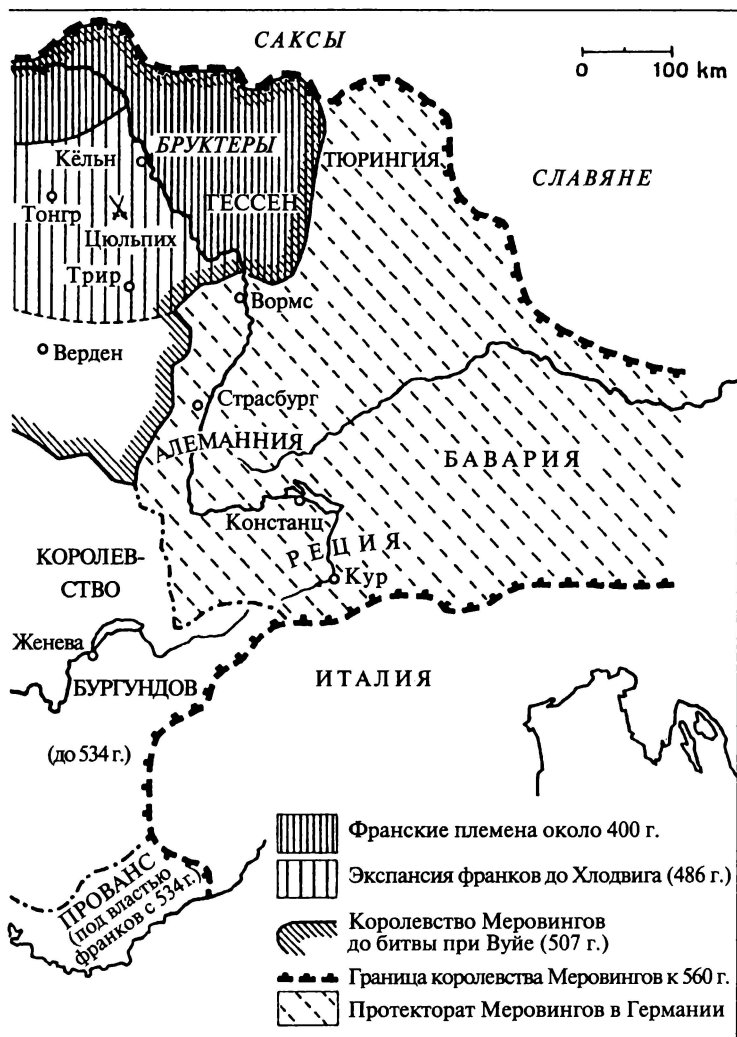 САКСЫ
0 100 km
БРУКТЕРЫ
Кёльн
ТЮРИНГИЯ
СЛАВЯНЕ
ГЕССЕН
Тонгр
Цюльпих
Трир
Вормс
Верден
Страсбург
АЛЕМАННИЯ
БАВАРИЯ
Констанц
РЕЦИЯ
КОРОЛЕВ-
СТВО
Кур
Женева
БУРГУНДОВ
ИТАЛИЯ
(до 534 г.)
ПРОВАНС
(под властью
франков с 534 г.)
Франские племена около 400 г.
Экспансия франков до Хлодвига (486 г.)
Королевство Меровингов
до битвы при Вуйе (507 г.)
Граница королевства Меровингов к 560 г.
Протекторат Меровингов в Германии